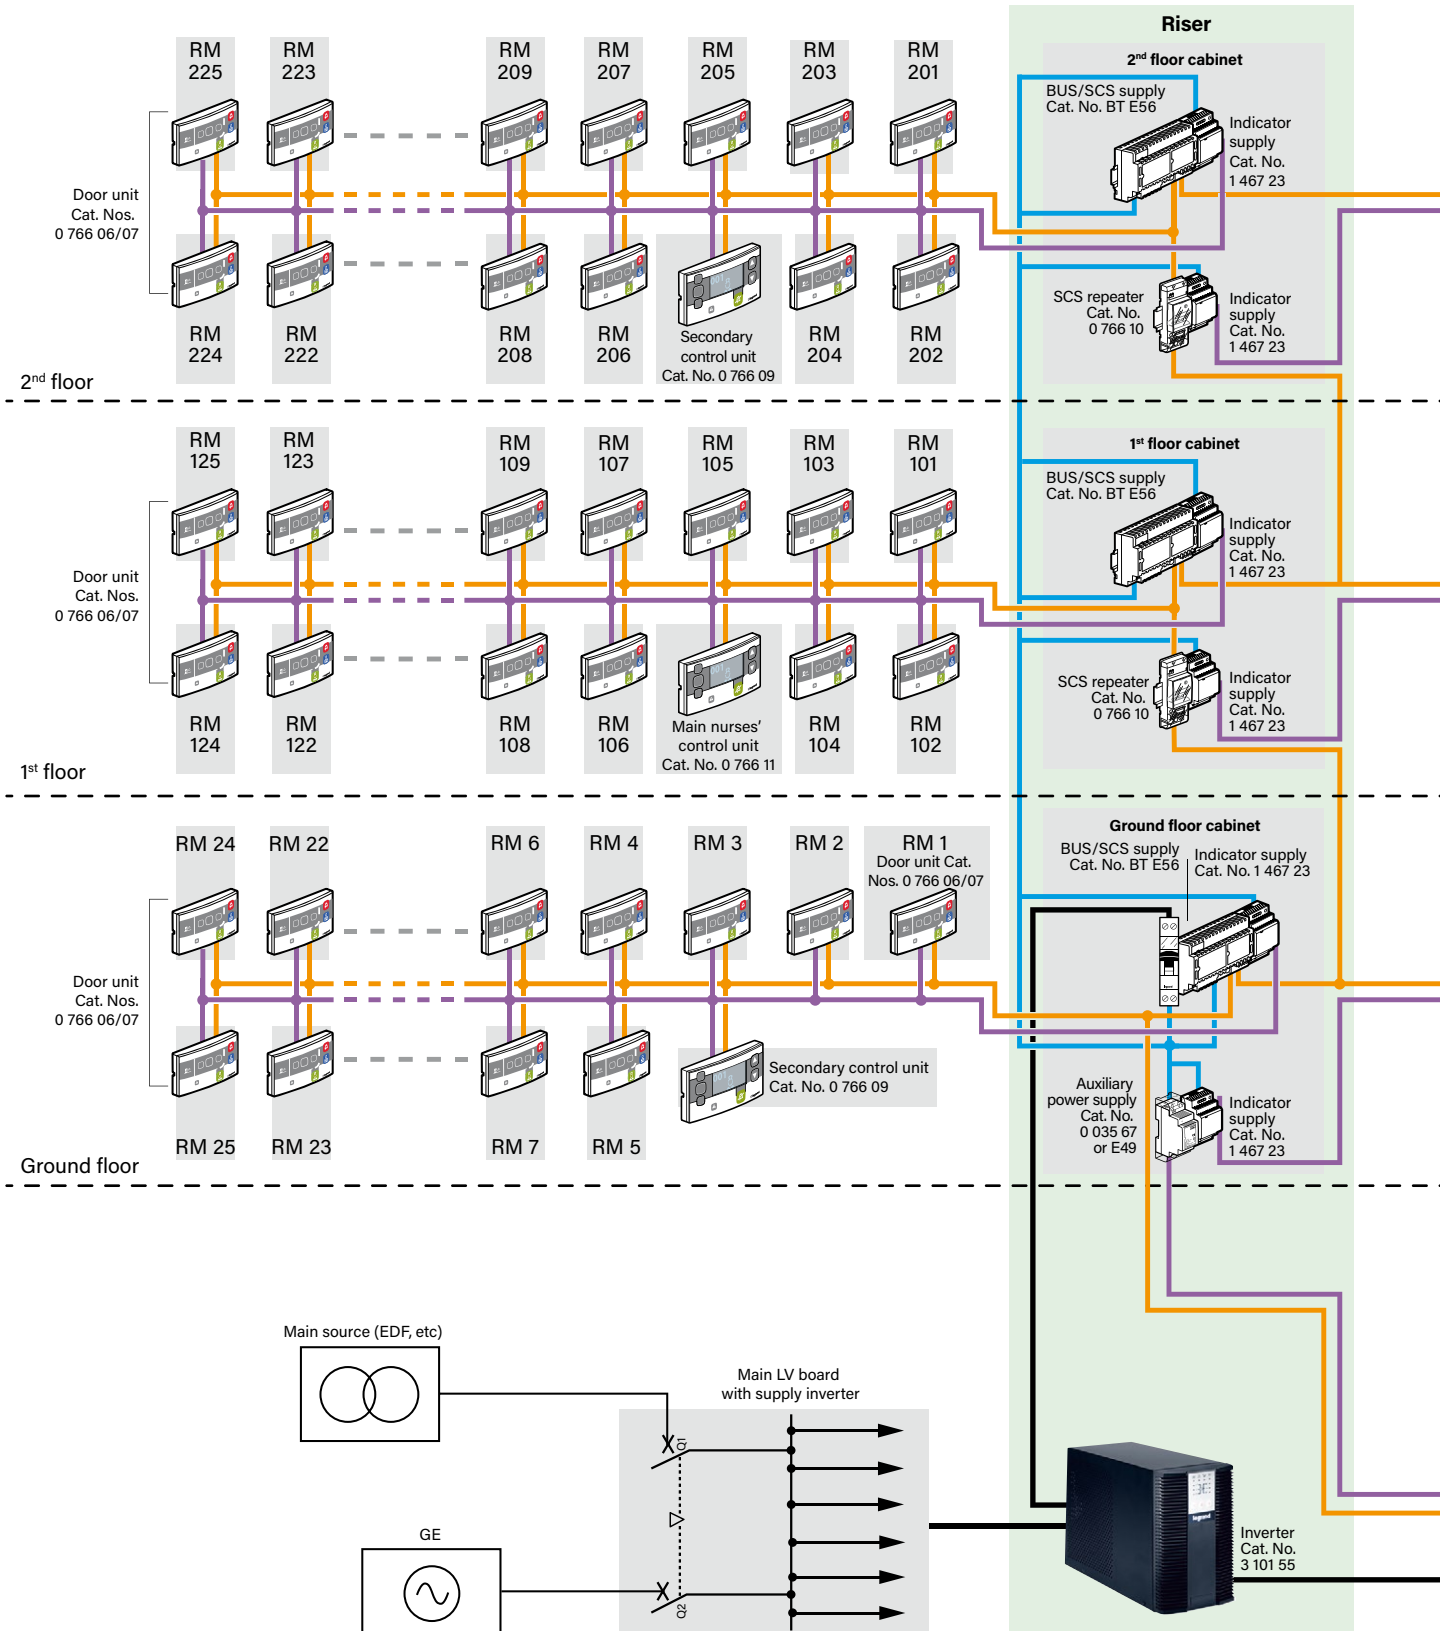 Riser
2nd floor cabinet
BUS/SCS supply
Cat. No. BT E56
Indicator
supply
Cat. No.
1 467 23
SCS repeater
Cat. No.
0 766 10
Indicator
supply
Cat. No.
1 467 23
RM
225
RM
223
RM
209
RM
207
RM
205
RM
203
RM
201
Door unit
Cat. Nos.
0 766 06/07
RM
224
RM
222
RM
208
RM
206
Secondary
control unit
Cat. No. 0 766 09
RM
204
RM
202
2nd floor
1st floor cabinet
BUS/SCS supply
Cat. No. BT E56
Indicator
supply
Cat. No.
1 467 23
SCS repeater
Cat. No.
0 766 10
Indicator
supply
Cat. No.
1 467 23
RM
125
RM
123
RM
109
RM
107
RM
105
RM
103
RM
101
Door unit
Cat. Nos.
0 766 06/07
RM
124
RM
122
RM
108
RM
106
Main nurses'
control unit
Cat. No. 0 766 11
RM
104
RM
102
1st floor
Ground floor cabinet
BUS/SCS supply
Cat. No. BT E56
Indicator supply
Cat. No. 1 467 23
Auxiliary
power supply
Cat. No.
0 035 67
or E49
Indicator
supply
Cat. No.
1 467 23
RM 24
RM 22
RM 6
RM 4
RM 3
RM 2
RM 1
Door unit Cat.
Nos. 0 766 06/07
Door unit
Cat. Nos.
0 766 06/07
Secondary control unit
Cat. No. 0 766 09
RM 25
RM 23
RM 7
RM 5
Ground floor
Main source (EDF, etc)
Main LV board
with supply inverter
Q1
GE
Q2
legrand
Inverter
Cat. No.
3 101 55